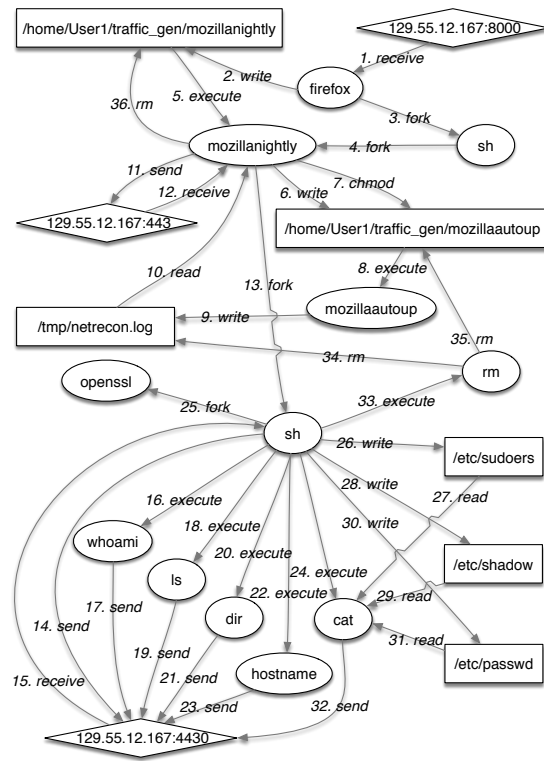 /home/User1/traffic_gen/mozillanightly
129.55.12.167:8000
1. receive
2. write
firefox
36. rm
5. execute
3. fork
mozillanightly
4. fork
sh
11. send
12. receive
6. write
7. chmod
129.55.12.167:443
/home/User1/traffic_gen/mozillaautoup
10. read
13. fork
8. execute
mozillaautoup
/tmp/netrecon.log
9. write
35. rm
34. rm
openssl
rm
25. fork
33. execute
sh
26. write
/etc/sudoers
16. execute
28. write
27. read
18. execute
30. write
whoami
20. execute
24. execute
/etc/shadow
ls
22. execute
29. read
17. send
dir
cat
14. send
31. read
19. send
hostname
/etc/passwd
15. receive
21. send
23. send
32. send
129.55.12.167:4430